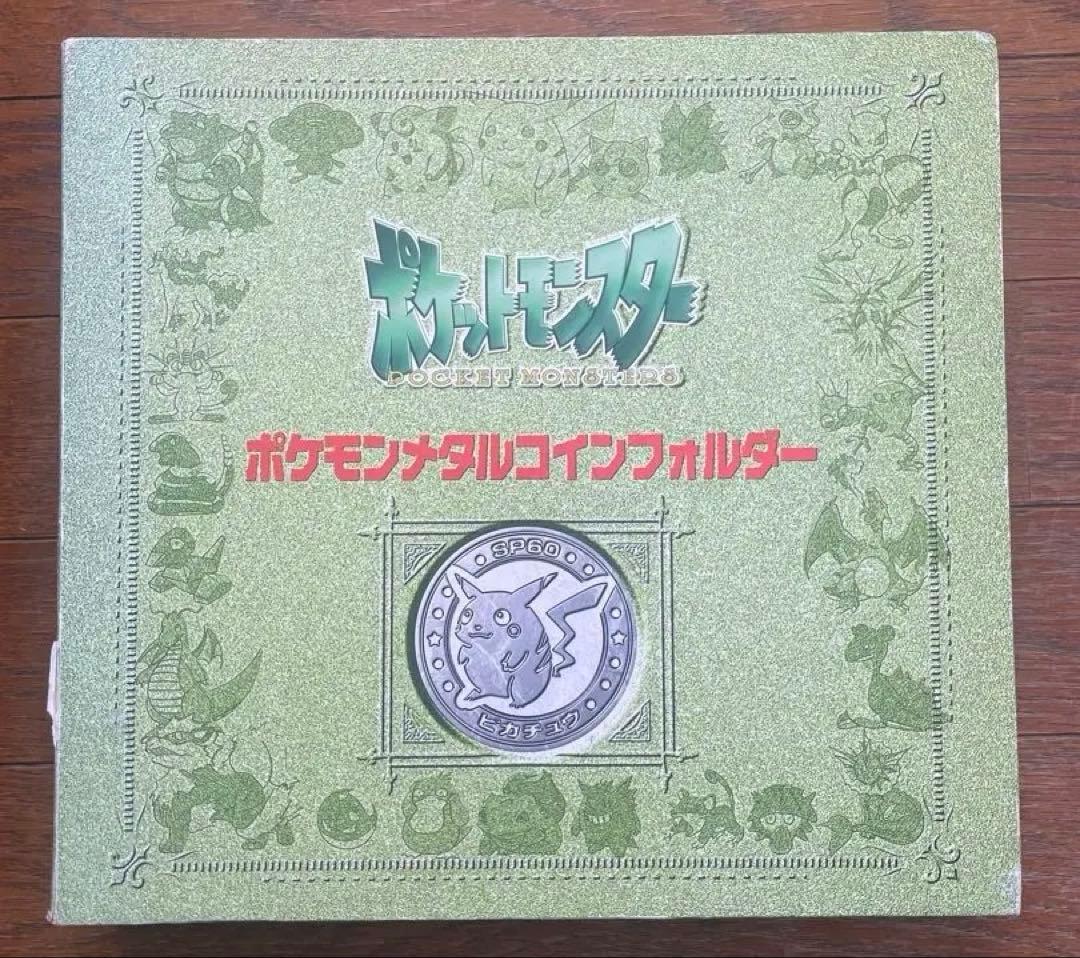 ポケットモンスター
POCKET MONSTERS
ポケモンメタルコインフォルダー
SP60
ピカチュウ